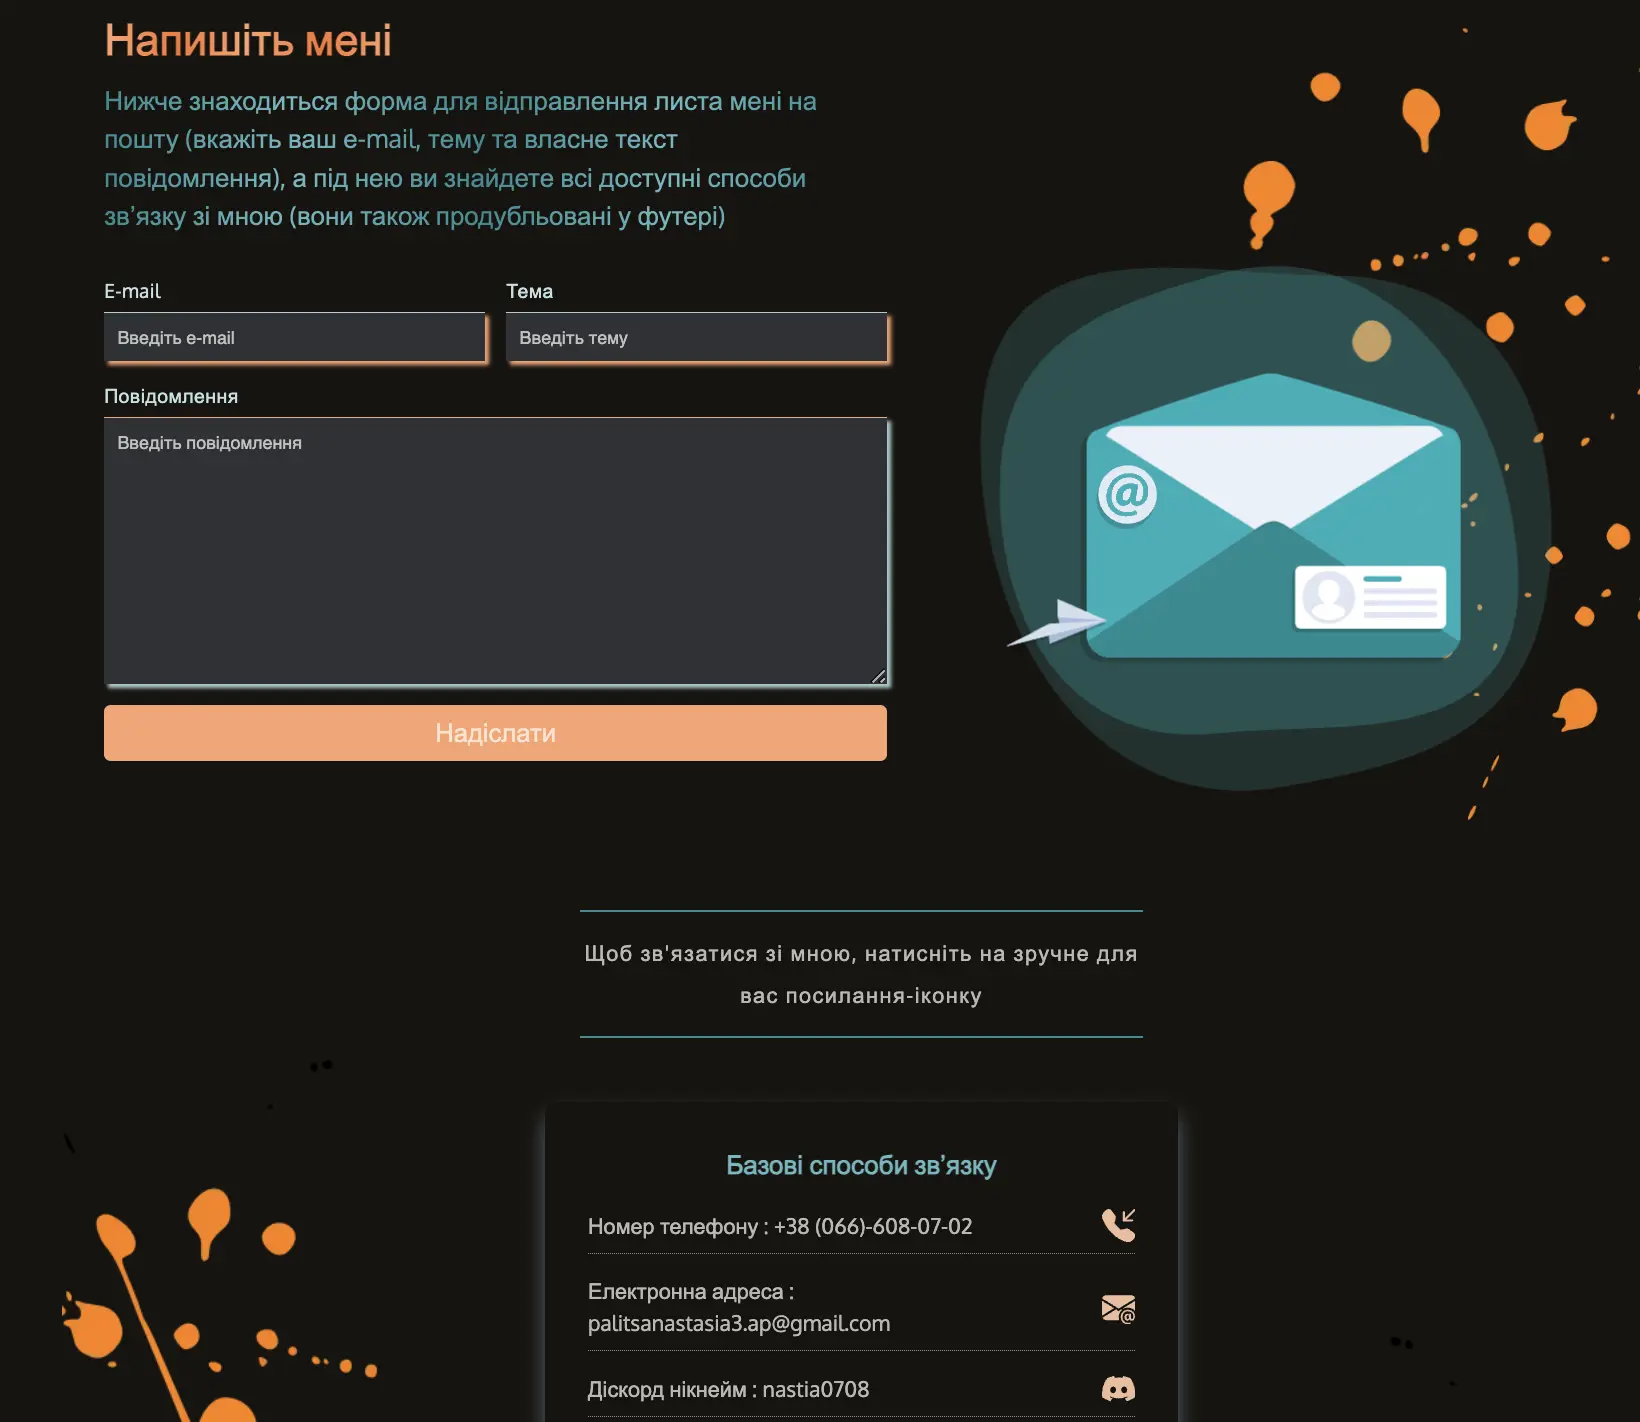 Напишіть мені
Нижче знаходиться форма для відправлення листа мені на
пошту (вкажіть ваш e-mail, тему та власне текст
повідомлення), а під нею ви знайдете всі доступні способи
зв’язку зі мною (вони також продубльовані у футері)
E-mail
Тема
Введіть e-mail
Введіть тему
Повідомлення
Введіть повідомлення
Надіслати
Щоб зв'язатися зі мною, натисніть на зручне для
вас посилання-іконку
Базові способи зв’язку
Номер телефону : +38 (066)-608-07-02
Електронна адреса :
palitsanastasia3.ap@gmail.com
Діскорд нікнейм : nastia0708